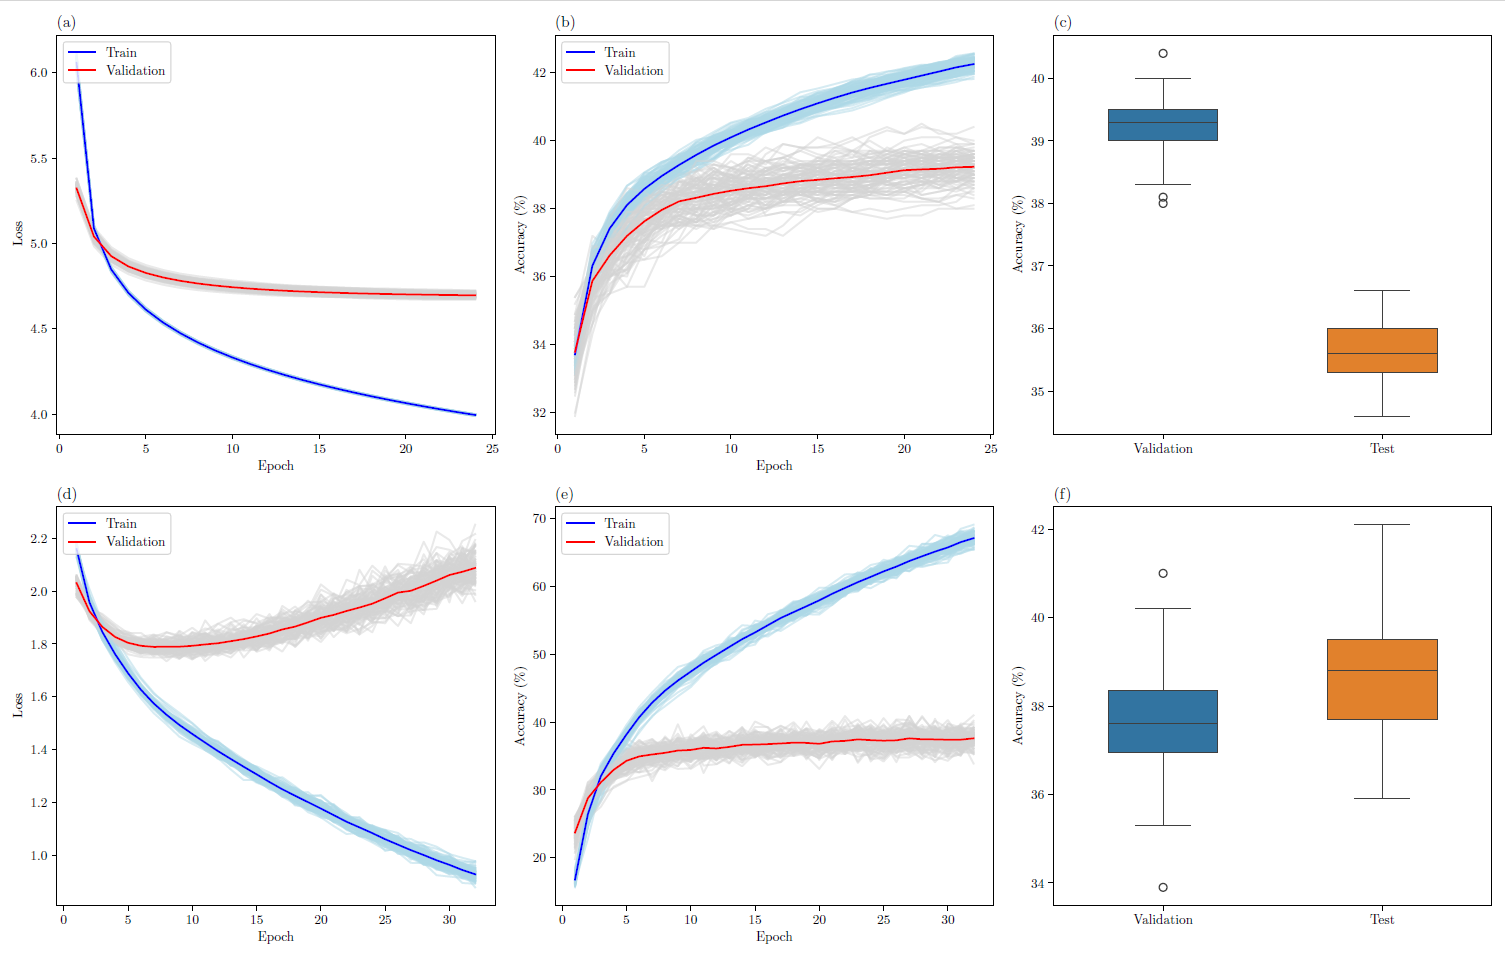 (a)
Train
Validation
6.0
5.5
5.0
4.5
4.0
Loss
0 5 10 15 20 25
Epoch
(b)
Train
Validation
42
40
38
36
34
32
Accuracy (%)
0 5 10 15 20 25
Epoch
(c)
40
39
38
37
36
35
Accuracy (%)
Validation Test
(d)
Train
Validation
2.2
2.0
1.8
1.6
1.4
1.2
1.0
Loss
0 5 10 15 20 25 30
Epoch
(e)
Train
Validation
70
60
50
40
30
20
Accuracy (%)
0 5 10 15 20 25 30
Epoch
(f)
42
40
38
36
34
Accuracy (%)
Validation Test